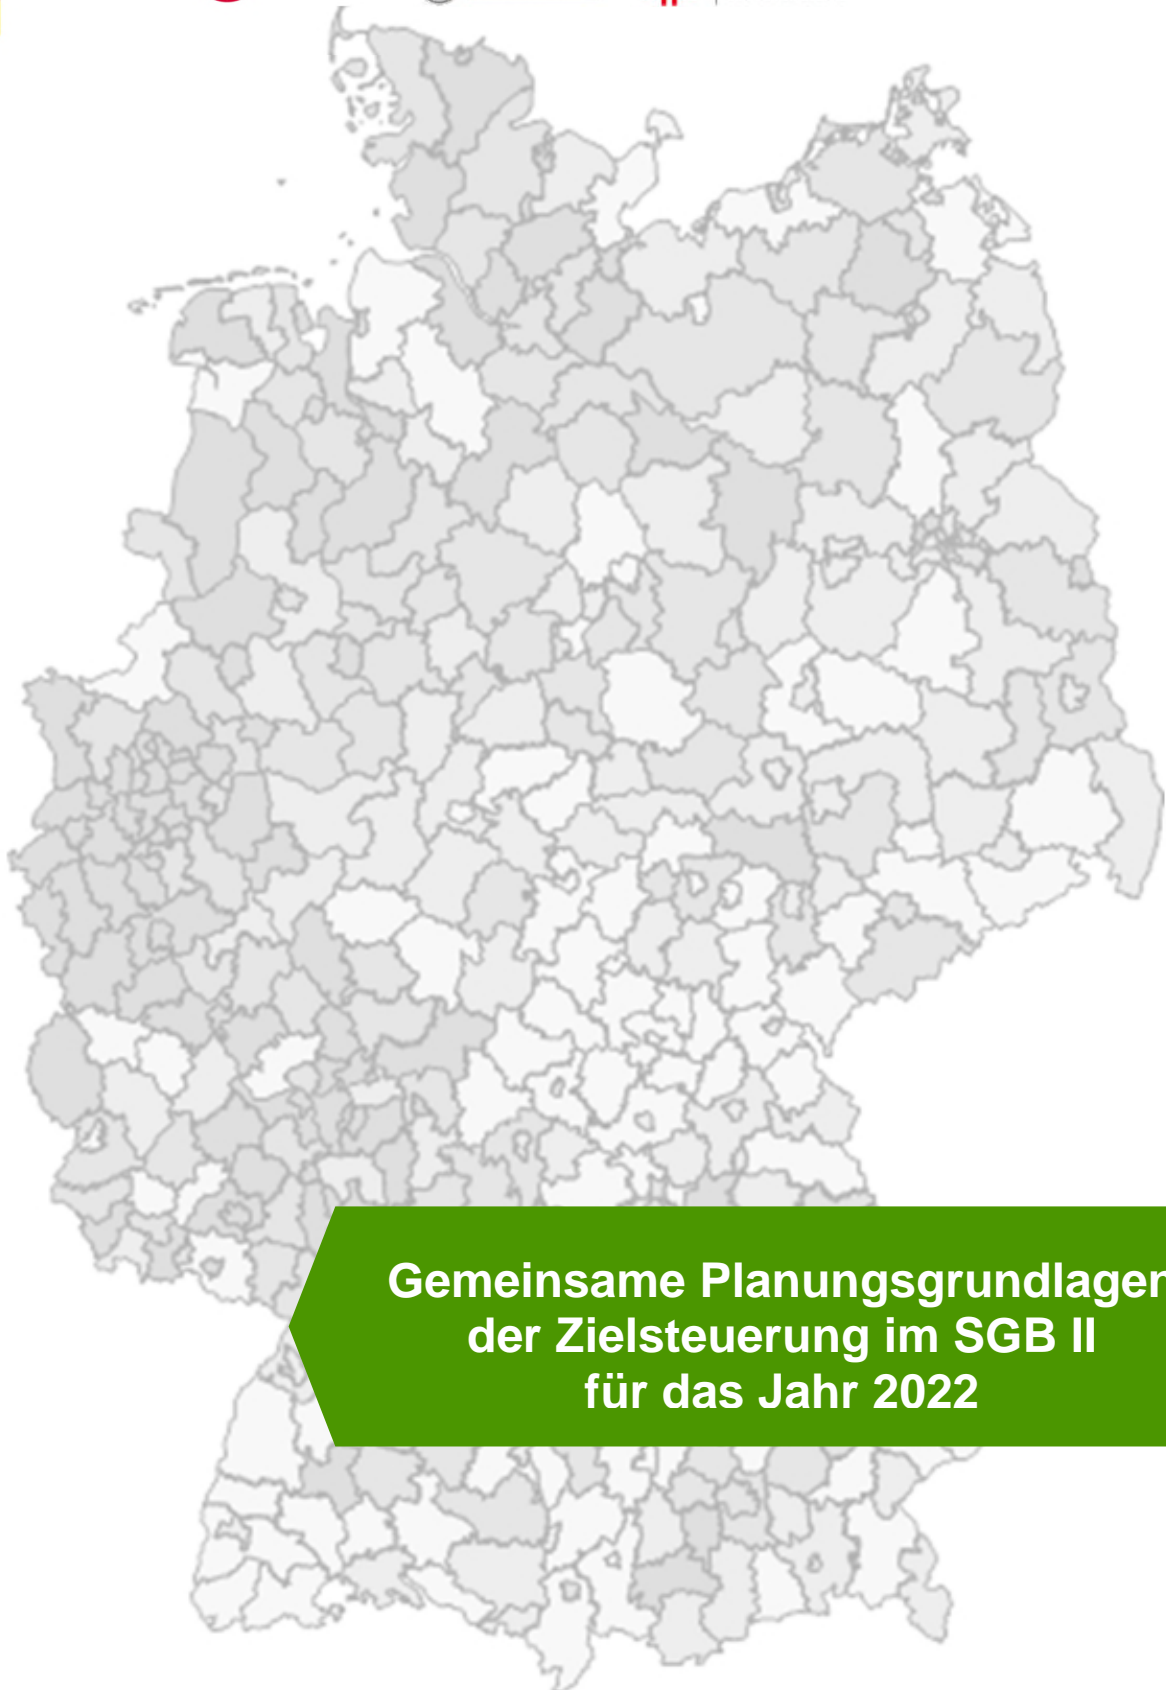 Gemeinsame Planungsgrundlagen
der Zielsteuerung im SGB II
für das Jahr 2022